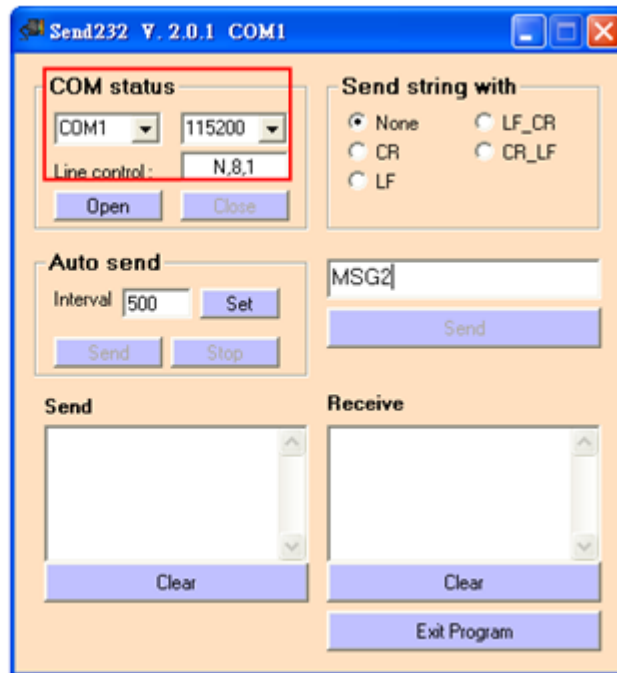 Send232 V. 2.0.1 COM1
COM status
COM1 115200
Line control : N,8,1
Open Close
Send string with
None LF_CR
CR CR_LF
LF
Auto send
Interval 500 Set
Send Stop
MSG2
Send
Send
Clear
Receive
Clear
Exit Program